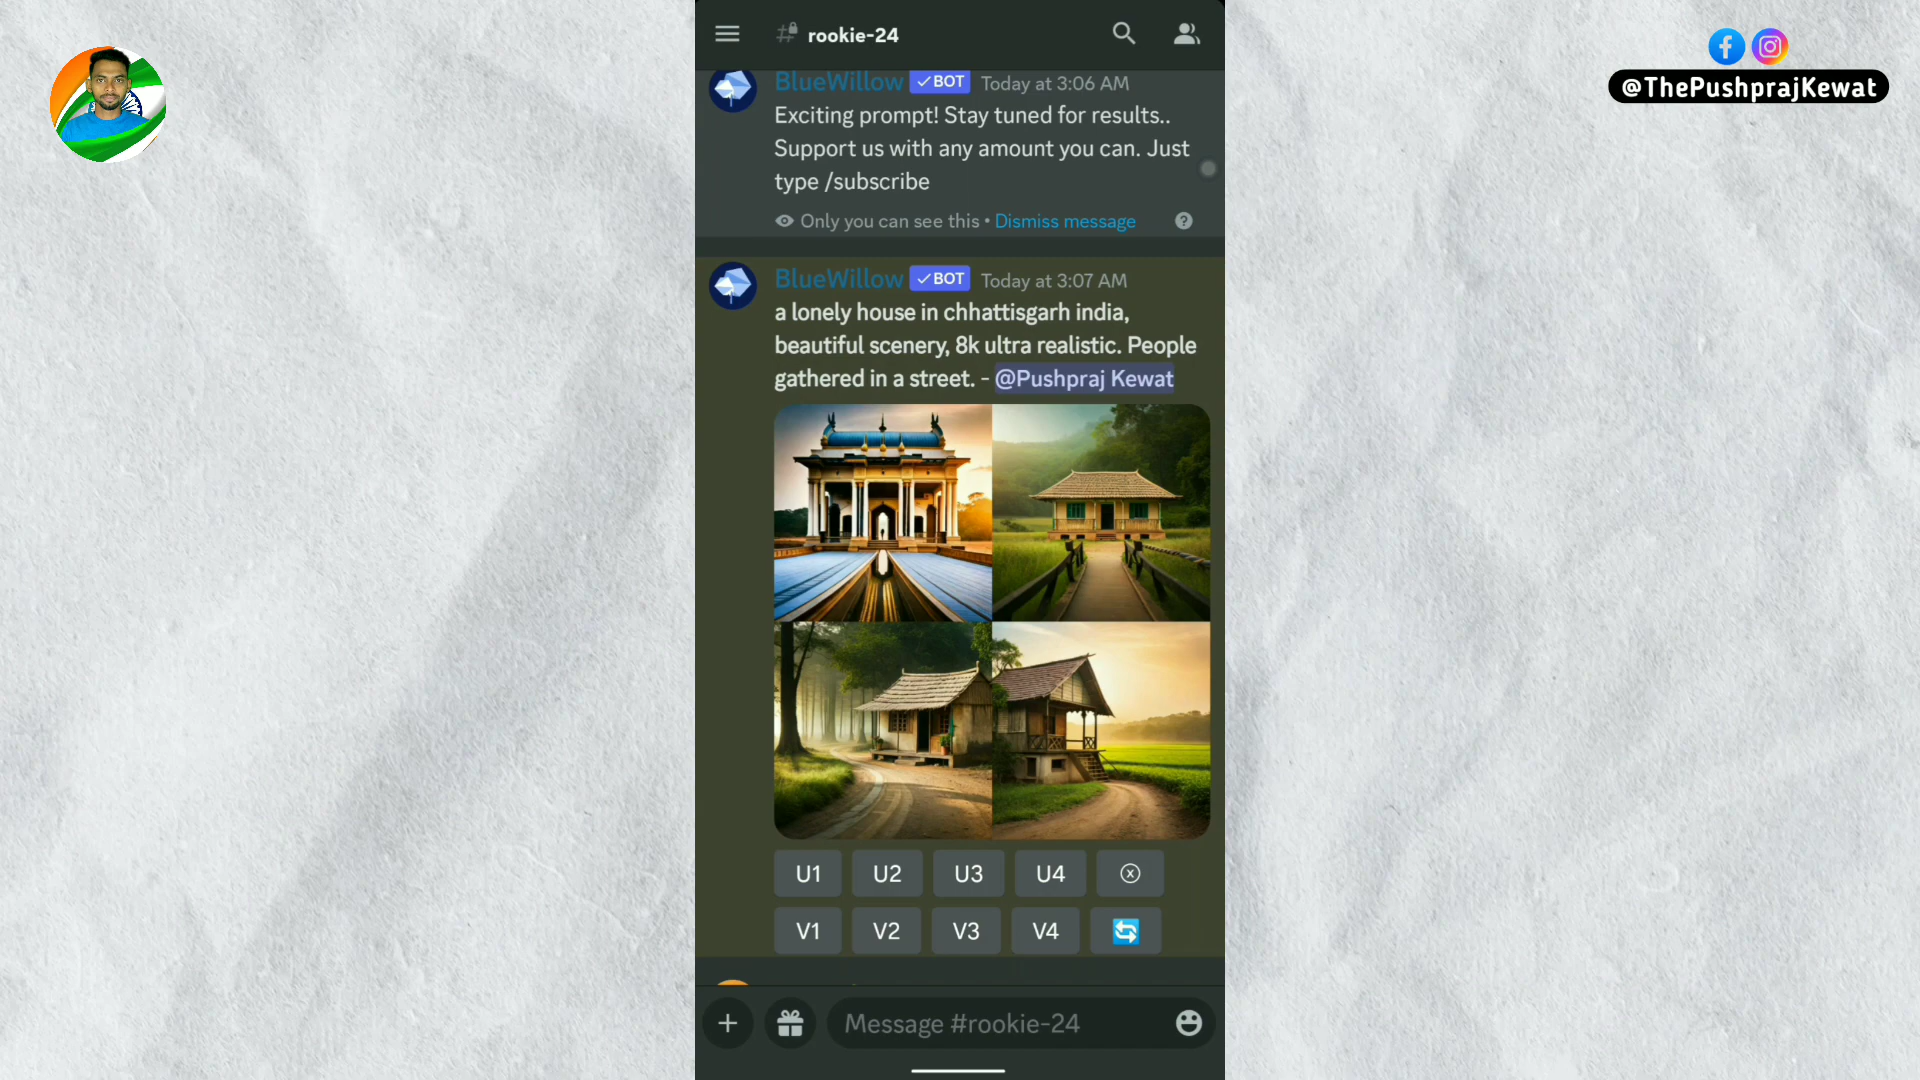 rookie-24
@ThePushprajKewat
BlueWillow ✓BOT Today at 3:06 AM
Exciting prompt! Stay tuned for results..
Support us with any amount you can. Just
type /subscribe
Only you can see this • Dismiss message
BlueWillow ✓BOT Today at 3:07 AM
a lonely house in chhattisgarh india,
beautiful scenery, 8k ultra realistic. People
gathered in a street. - @Pushpraj Kewat
U1 U2 U3 U4
V1 V2 V3 V4
Message #rookie-24